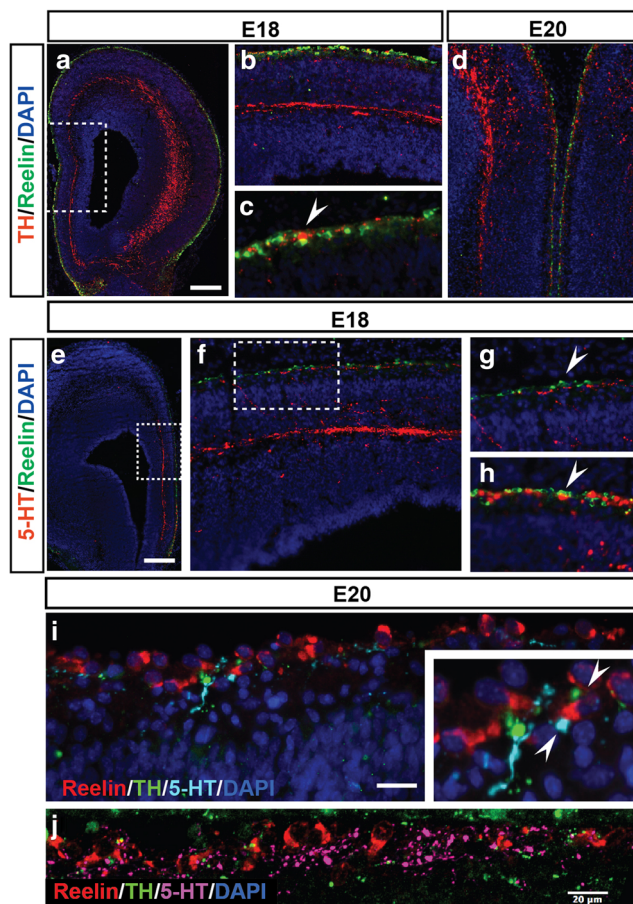 E18
E20
TH/Reelin/DAPI
a
b
c
d
E18
5-HT/Reelin/DAPI
e
f
g
h
E20
i
Reelin/TH/5-HT/DAPI
j
Reelin/TH/5-HT/DAPI
20 µm